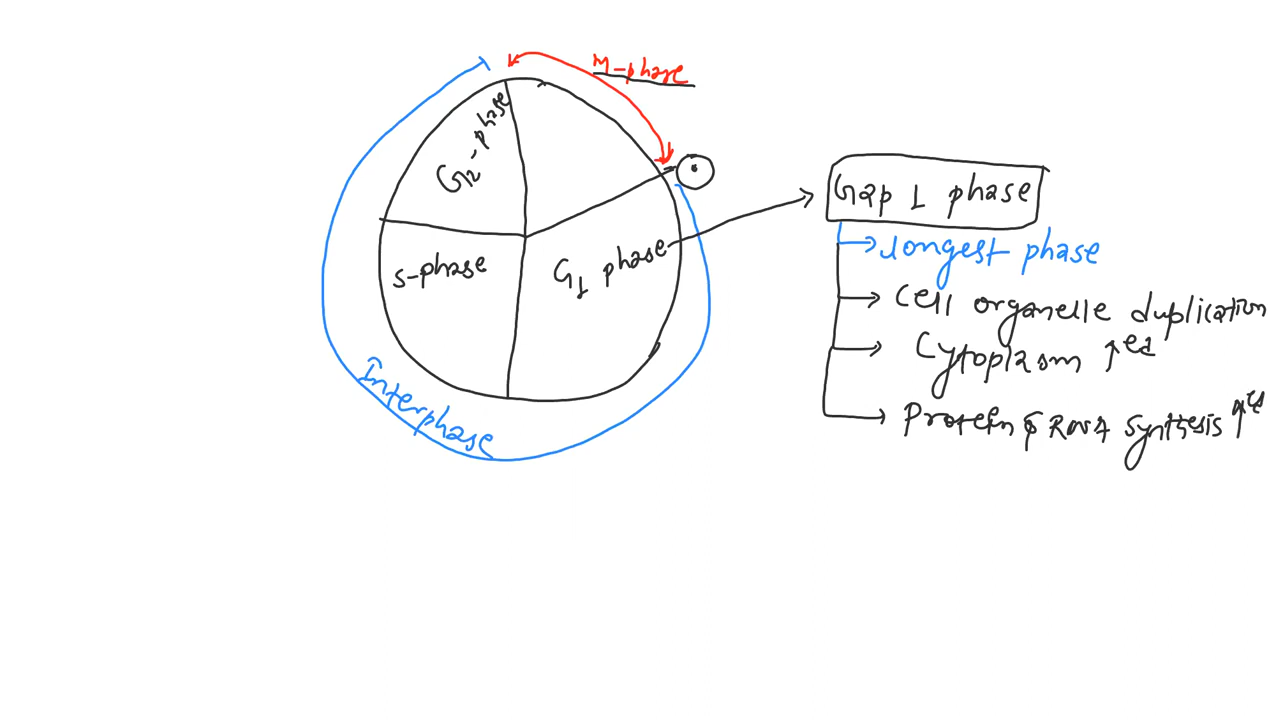 M-phase
G2-phase
S-phase
G1 phase
Interphase
Gap 1 phase
longest phase
Cell organelle duplication
Cytoplasm ↑ed
Protein & RNA synthesis ↑es